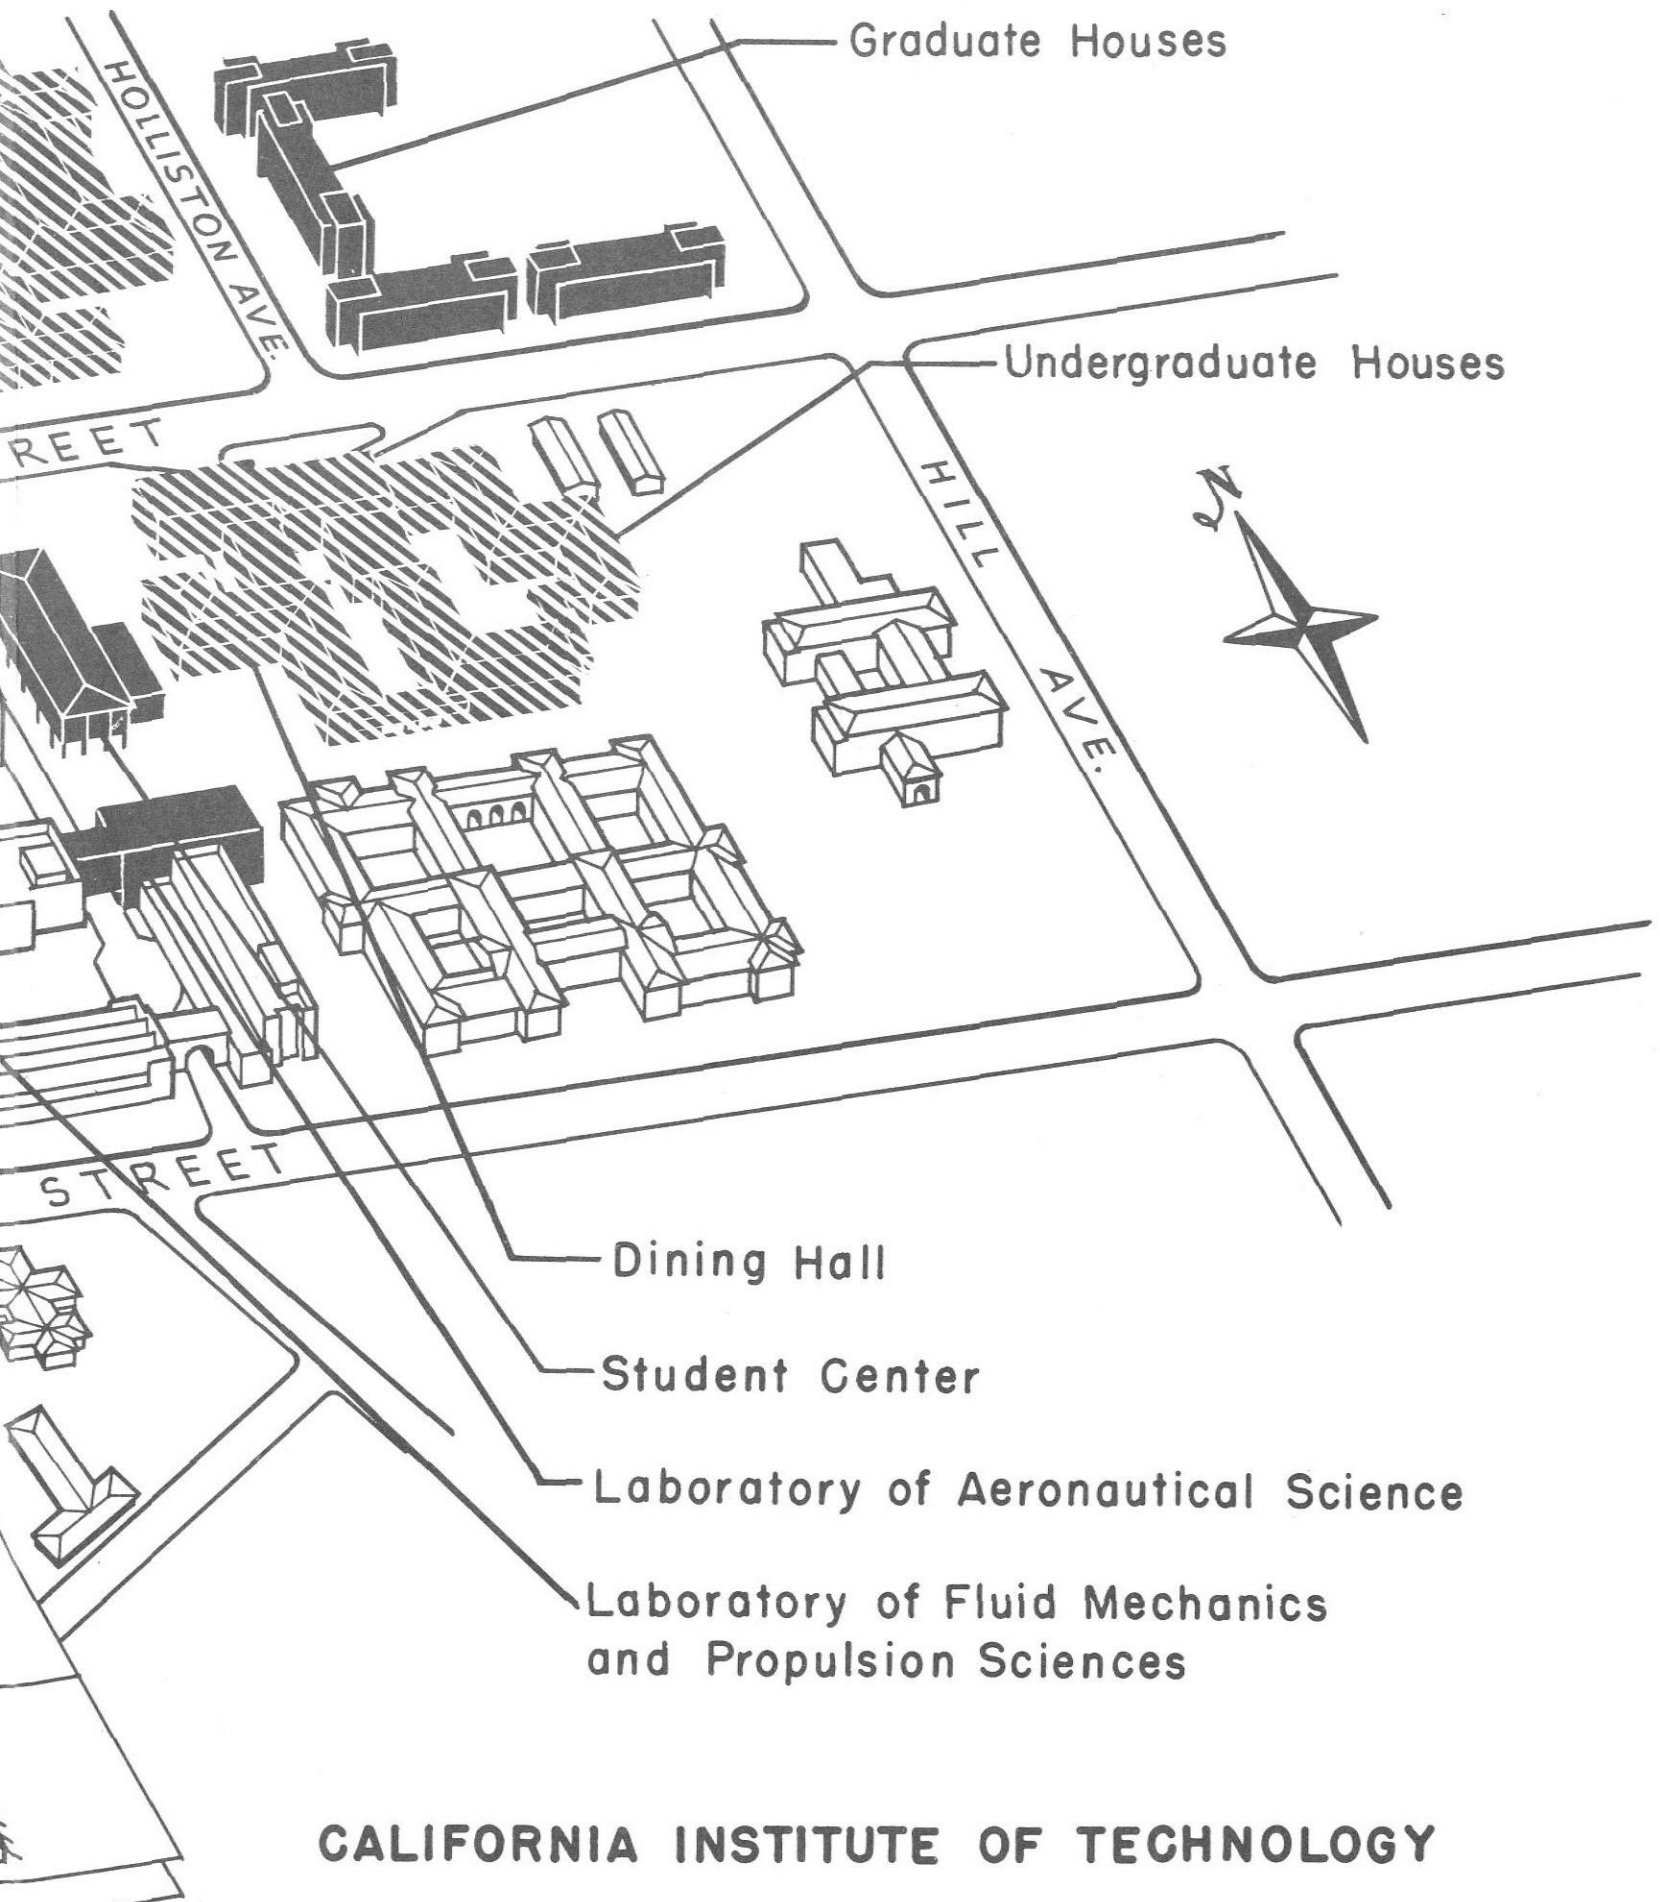 Graduate Houses
HOLLISTON AVE.
Undergraduate Houses
REET
HILL AVE.
N
STREET
Dining Hall
Student Center
Laboratory of Aeronautical Science
Laboratory of Fluid Mechanics
and Propulsion Sciences
CALIFORNIA INSTITUTE OF TECHNOLOGY